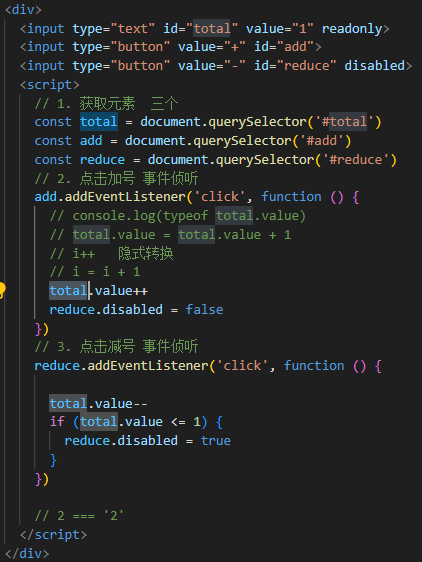 <div>
<input type="text" id="total" value="1" readonly>
<input type="button" value="+" id="add">
<input type="button" value="-" id="reduce" disabled>
<script>
// 1. 获取元素  三个
const total = document.querySelector('#total')
const add = document.querySelector('#add')
const reduce = document.querySelector('#reduce')
// 2. 点击加号 事件侦听
add.addEventListener('click', function () {
// console.log(typeof total.value)
// total.value = total.value + 1
// i++   隐式转换
// i = i + 1
total.value++
reduce.disabled = false
})
// 3. 点击减号 事件侦听
reduce.addEventListener('click', function () {
total.value--
if (total.value <= 1) {
reduce.disabled = true
}
})
// 2 === '2'
</script>
</div>